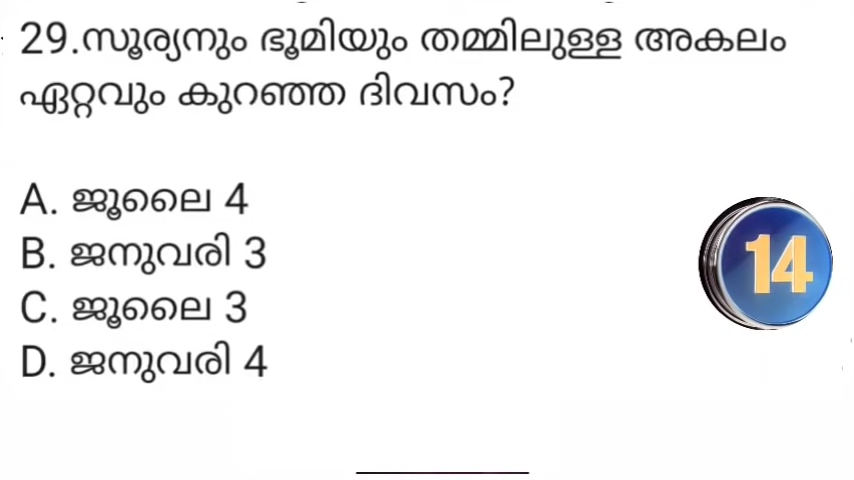 29.സൂര്യനും ഭൂമിയും തമ്മിലുള്ള അകലം
ഏറ്റവും കുറഞ്ഞ ദിവസം?
A. ജൂലൈ 4
B. ജനുവരി 3
C. ജൂലൈ 3
D. ജനുവരി 4
14